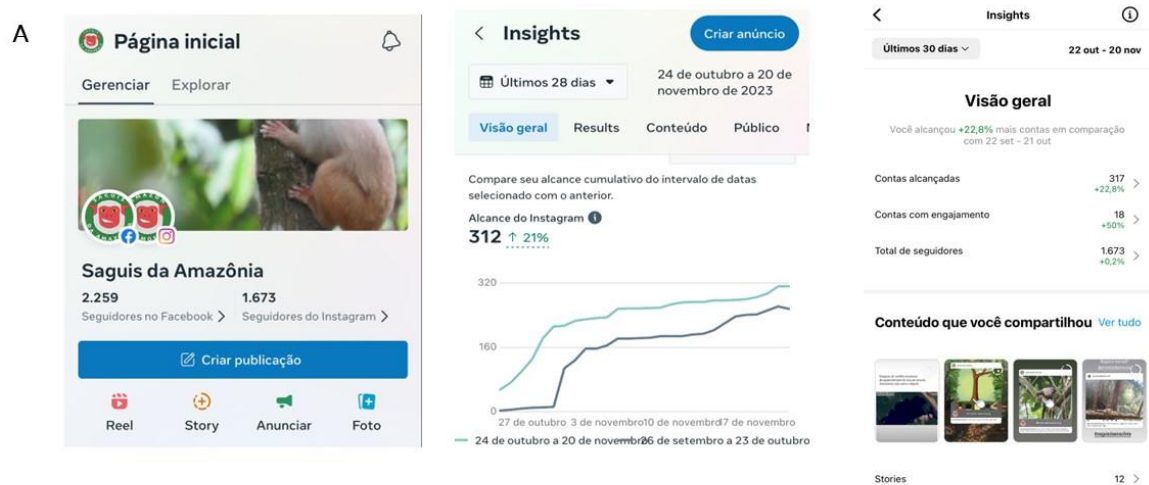 A
Página inicial
Gerenciar Explorar
Saguis da Amazônia
2.259
Seguidores no Facebook
1.673
Seguidores do Instagram
Criar publicação
Reel Story Anunciar Foto
Insights
Criar anúncio
Últimos 28 dias
24 de outubro a 20 de
novembro de 2023
Visão geral Results Conteúdo Público
Compare seu alcance cumulativo do intervalo de datas
selecionado com o anterior.
Alcance do Instagram
312 ↑ 21%
320
160
0
27 de outubro 3 de novembro 10 de novembro 17 de novembro
24 de outubro a 20 de novembro 26 de setembro a 23 de outubro
Insights
Últimos 30 dias
22 out - 20 nov
Visão geral
Você alcançou +22,8% mais contas em comparação
com 22 set - 21 out
Contas alcançadas 317
+22,8%
Contas com engajamento 18
+50%
Total de seguidores 1.673
+0,2%
Conteúdo que você compartilhou Ver tudo
Stories 12